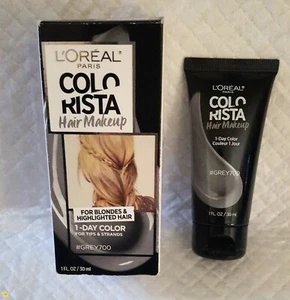 L'ORÉAL
PARIS
COLO
RISTA
Hair Makeup
FOR BLONDES &
HIGHLIGHTED HAIR
1-DAY COLOR
FOR TIPS & STRANDS
#GREY700
1 FL OZ / 30 ml
L'ORÉAL
PARIS
COLO
RISTA
Hair Makeup
1-Day Color
Couleur 1 Jour
#GREY700
1 FL OZ / 30 ml